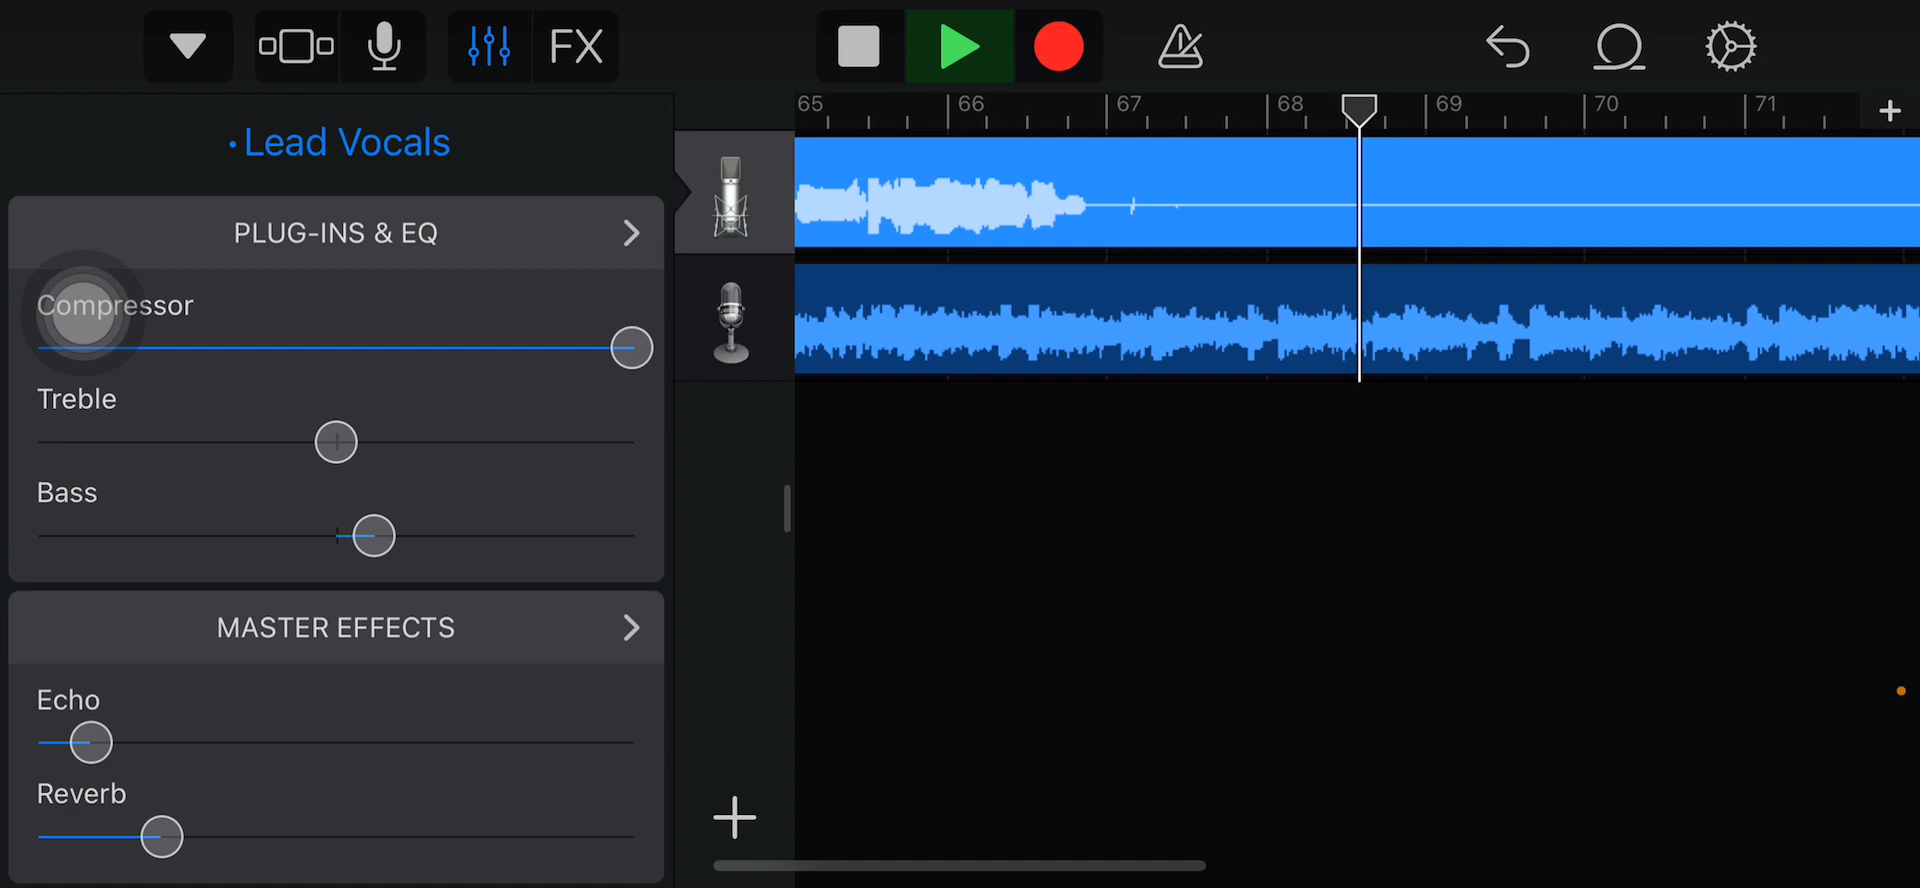 FX
65 66 67 68 69 70 71
Lead Vocals
PLUG-INS & EQ
Compressor
Treble
Bass
MASTER EFFECTS
Echo
Reverb